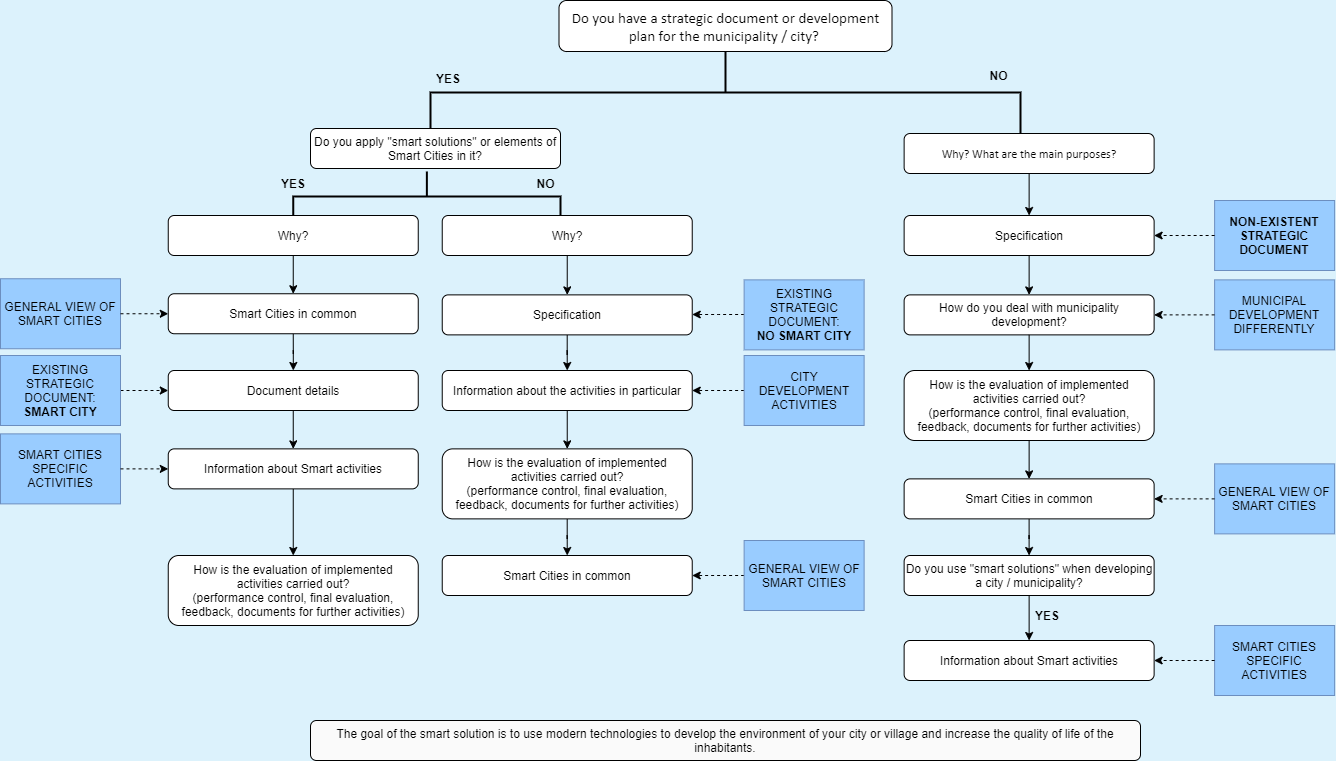 Do you have a strategic document or development
plan for the municipality / city?
YES
NO
Do you apply "smart solutions" or elements of
Smart Cities in it?
Why? What are the main purposes?
YES
NO
Why?
Why?
Specification
NON-EXISTENT
STRATEGIC
DOCUMENT
GENERAL VIEW OF
SMART CITIES
Smart Cities in common
Specification
EXISTING
STRATEGIC
DOCUMENT:
NO SMART CITY
How do you deal with municipality
development?
MUNICIPAL
DEVELOPMENT
DIFFERENTLY
EXISTING
STRATEGIC
DOCUMENT:
SMART CITY
Document details
Information about the activities in particular
CITY
DEVELOPMENT
ACTIVITIES
How is the evaluation of implemented
activities carried out?
(performance control, final evaluation,
feedback, documents for further activities)
SMART CITIES
SPECIFIC
ACTIVITIES
Information about Smart activities
How is the evaluation of implemented
activities carried out?
(performance control, final evaluation,
feedback, documents for further activities)
Smart Cities in common
GENERAL VIEW OF
SMART CITIES
How is the evaluation of implemented
activities carried out?
(performance control, final evaluation,
feedback, documents for further activities)
Smart Cities in common
GENERAL VIEW OF
SMART CITIES
Do you use "smart solutions" when developing
a city / municipality?
YES
Information about Smart activities
SMART CITIES
SPECIFIC
ACTIVITIES
The goal of the smart solution is to use modern technologies to develop the environment of your city or village and increase the quality of life of the
inhabitants.